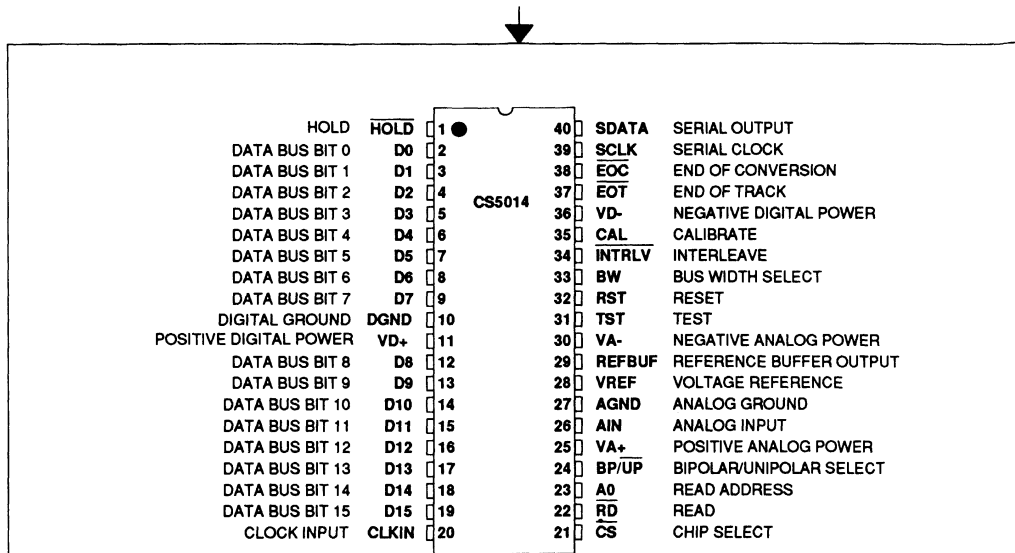 HOLD HOLD 1 40 SDATA SERIAL OUTPUT
DATA BUS BIT 0 D0 2 39 SCLK SERIAL CLOCK
DATA BUS BIT 1 D1 3 38 EOC END OF CONVERSION
DATA BUS BIT 2 D2 4 37 EOT END OF TRACK
CS5014
DATA BUS BIT 3 D3 5 36 VD- NEGATIVE DIGITAL POWER
DATA BUS BIT 4 D4 6 35 CAL CALIBRATE
DATA BUS BIT 5 D5 7 34 INTRLV INTERLEAVE
DATA BUS BIT 6 D6 8 33 BW BUS WIDTH SELECT
DATA BUS BIT 7 D7 9 32 RST RESET
DIGITAL GROUND DGND 10 31 TST TEST
POSITIVE DIGITAL POWER VD+ 11 30 VA- NEGATIVE ANALOG POWER
DATA BUS BIT 8 D8 12 29 REFBUF REFERENCE BUFFER OUTPUT
DATA BUS BIT 9 D9 13 28 VREF VOLTAGE REFERENCE
DATA BUS BIT 10 D10 14 27 AGND ANALOG GROUND
DATA BUS BIT 11 D11 15 26 AIN ANALOG INPUT
DATA BUS BIT 12 D12 16 25 VA+ POSITIVE ANALOG POWER
DATA BUS BIT 13 D13 17 24 BP/UP BIPOLAR/UNIPOLAR SELECT
DATA BUS BIT 14 D14 18 23 A0 READ ADDRESS
DATA BUS BIT 15 D15 19 22 RD READ
CLOCK INPUT CLKIN 20 21 CS CHIP SELECT